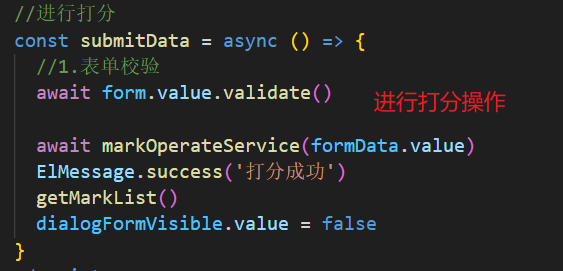 //进行打分
const submitData = async () => {
//1.表单校验
await form.value.validate()
进行打分操作
await markOperateService(formData.value)
ElMessage.success('打分成功')
getMarkList()
dialogFormVisible.value = false
}